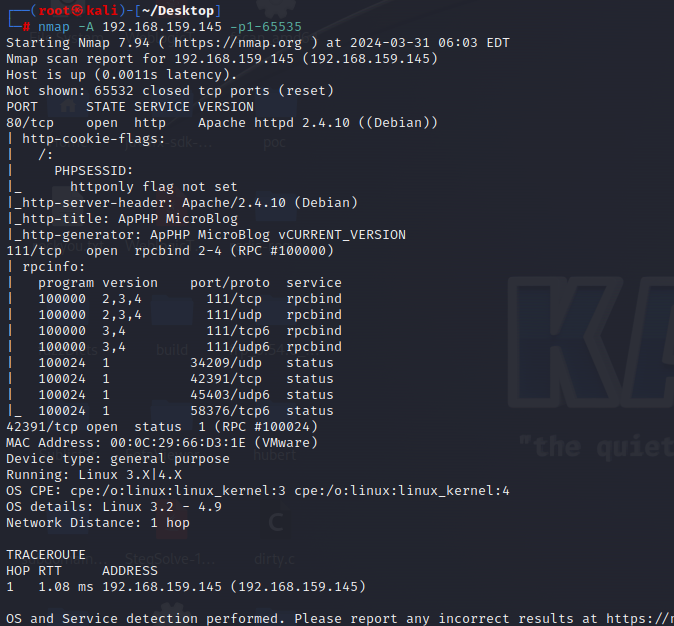 ┌──(root㉿kali)-[~/Desktop]
└─# nmap -A 192.168.159.145 -p1-65535
Starting Nmap 7.94 ( https://nmap.org ) at 2024-03-31 06:03 EDT
Nmap scan report for 192.168.159.145 (192.168.159.145)
Host is up (0.0011s latency).
Not shown: 65532 closed tcp ports (reset)
PORT      STATE SERVICE VERSION
80/tcp    open  http    Apache httpd 2.4.10 ((Debian))
| http-cookie-flags:
|   /:
|     PHPSESSID:
|_      httponly flag not set
|_http-server-header: Apache/2.4.10 (Debian)
|_http-title: ApPHP MicroBlog
|_http-generator: ApPHP MicroBlog vCURRENT_VERSION
111/tcp   open  rpcbind 2-4 (RPC #100000)
| rpcinfo:
|   program version    port/proto  service
|   100000  2,3,4        111/tcp   rpcbind
|   100000  2,3,4        111/udp   rpcbind
|   100000  3,4          111/tcp6  rpcbind
|   100000  3,4          111/udp6  rpcbind
|   100024  1          34209/udp   status
|   100024  1          42391/tcp   status
|   100024  1          45403/udp6  status
|_  100024  1          58376/tcp6  status
42391/tcp open  status  1 (RPC #100024)
MAC Address: 00:0C:29:66:D3:1E (VMware)
Device type: general purpose
Running: Linux 3.X|4.X
OS CPE: cpe:/o:linux:linux_kernel:3 cpe:/o:linux:linux_kernel:4
OS details: Linux 3.2 - 4.9
Network Distance: 1 hop
TRACEROUTE
HOP RTT     ADDRESS
1   1.08 ms 192.168.159.145 (192.168.159.145)
OS and Service detection performed. Please report any incorrect results at https://
KA
"the quiet
poc
build
hubert
dirty.c
C